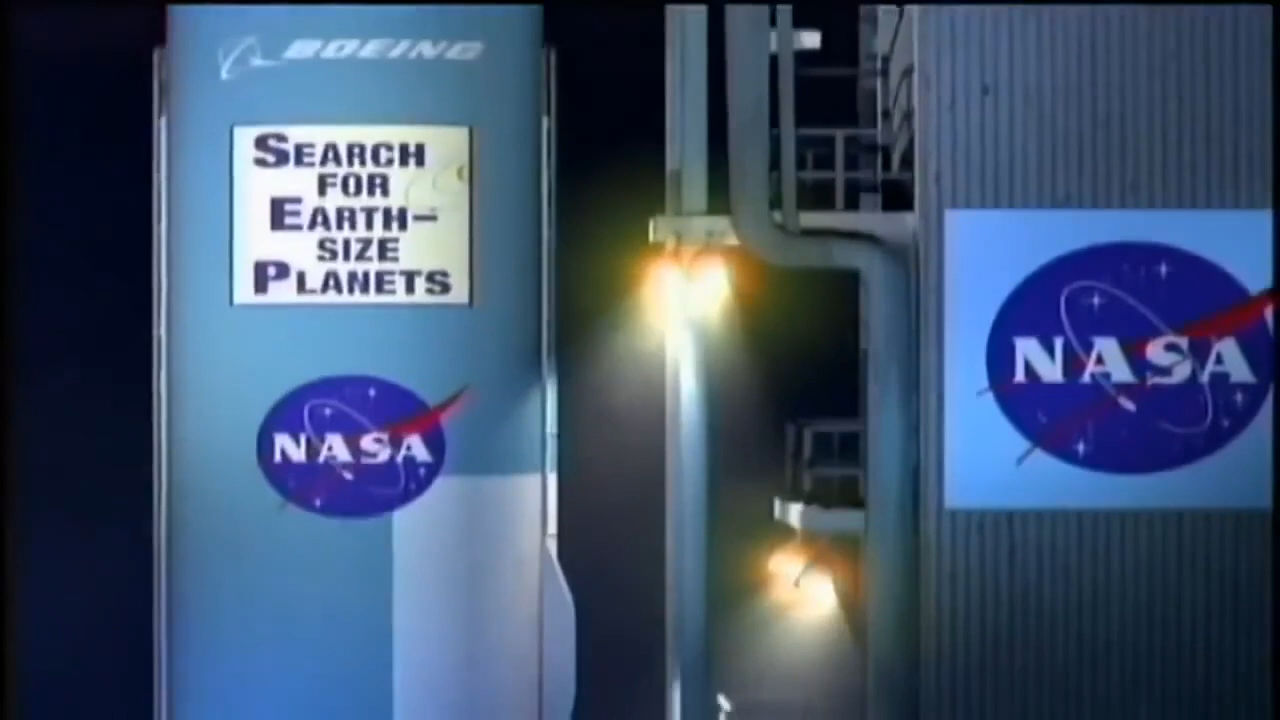 BOEING
SEARCH
FOR
EARTH–
SIZE
PLANETS
NASA
NASA